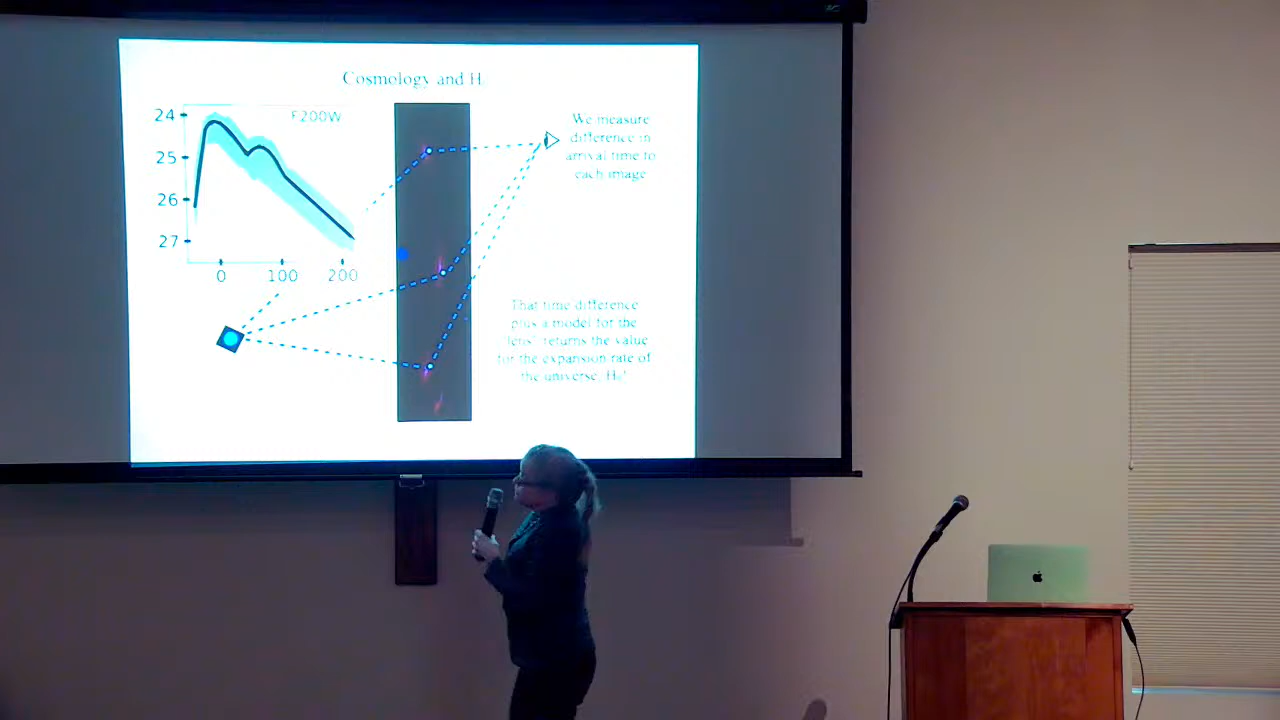 Cosmology and H
24
25
26
27
F200W
0 100 200
We measure
difference in
arrival time to
each image
That time difference
plus a model for the
"lens" returns the value
for the expansion rate of
the universe, H₀!